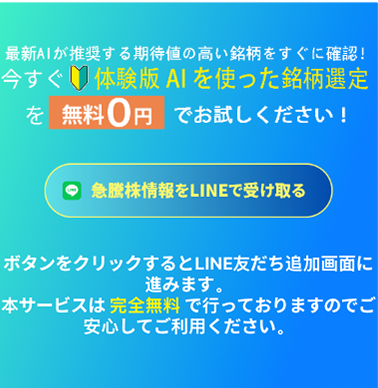 最新AIが推奨する期待値の高い銘柄をすぐに確認!
今すぐ🔰体験版 AI を使った銘柄選定
を 無料0円 でお試しください!
LINE 急騰株情報をLINEで受け取る
ボタンをクリックするとLINE友だち追加画面に
進みます。
本サービスは 完全無料 で行っておりますのでご
安心してご利用ください。